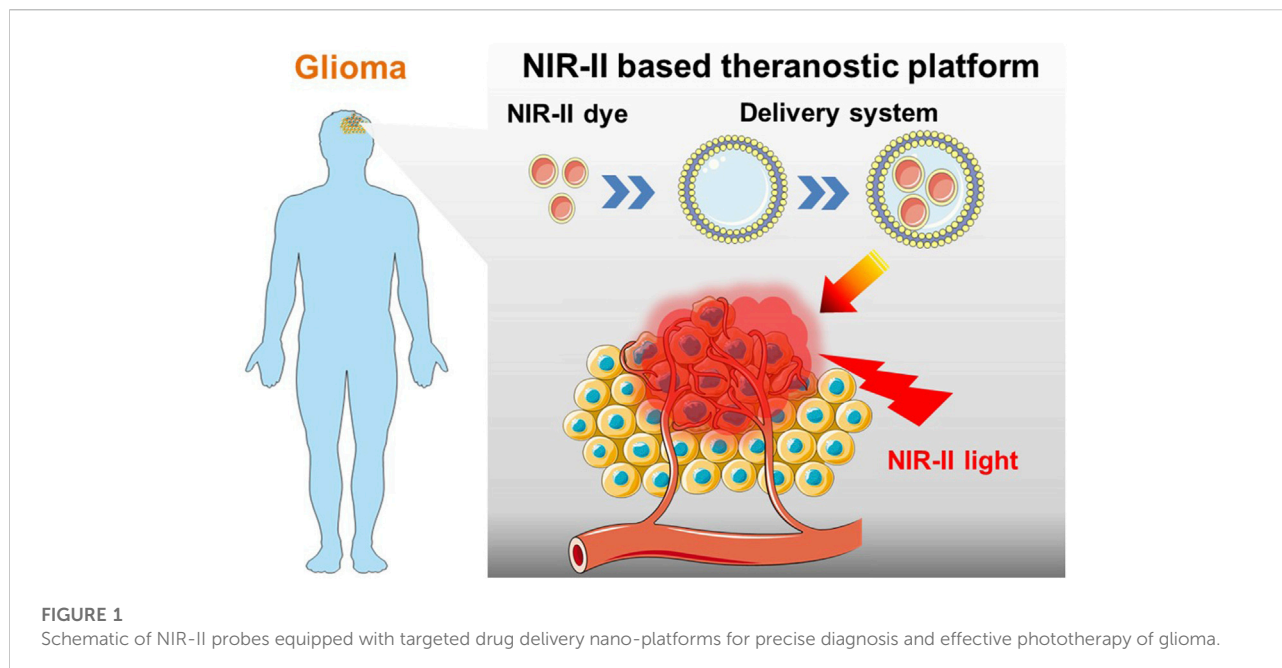 Glioma
NIR-II based theranostic platform
NIR-II dye
Delivery system
NIR-II light
FIGURE 1
Schematic of NIR-II probes equipped with targeted drug delivery nano-platforms for precise diagnosis and effective phototherapy of glioma.